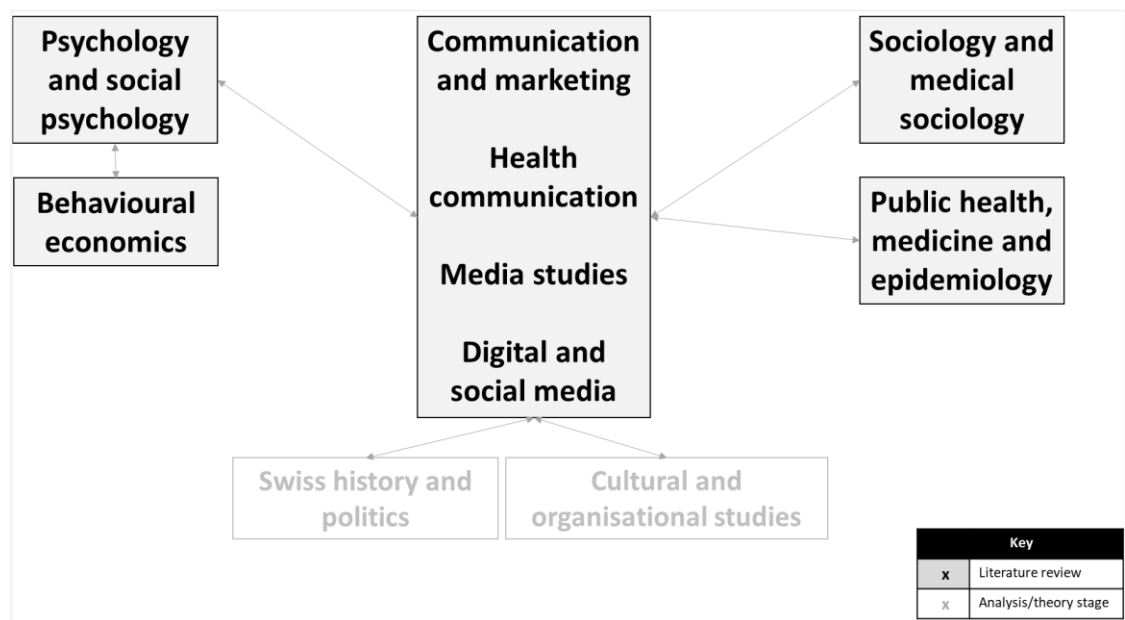 Psychology
and social
psychology
Behavioural
economics
Communication
and marketing
Health
communication
Media studies
Digital and
social media
Sociology and
medical
sociology
Public health,
medicine and
epidemiology
Swiss history and
politics
Cultural and
organisational studies
Key
x Literature review
x Analysis/theory stage